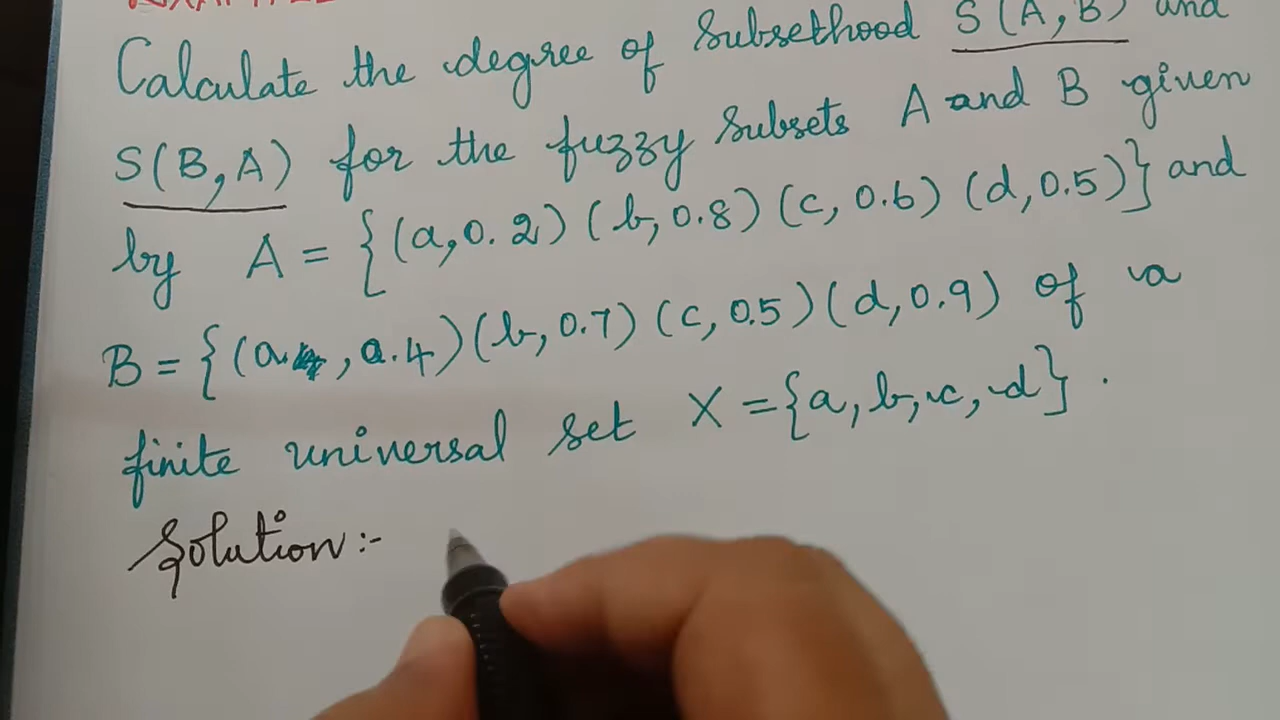 Calculate the degree of Subsethood S(A,B) and
S(B,A) for the fuzzy subsets A and B given
by A = {(a,0.2)(b,0.8)(c,0.6)(d,0.5)} and
B = {(a, 0.4)(b,0.7)(c,0.5)(d,0.9) of a
finite universal set X = {a,b,c,d}.
Solution:-